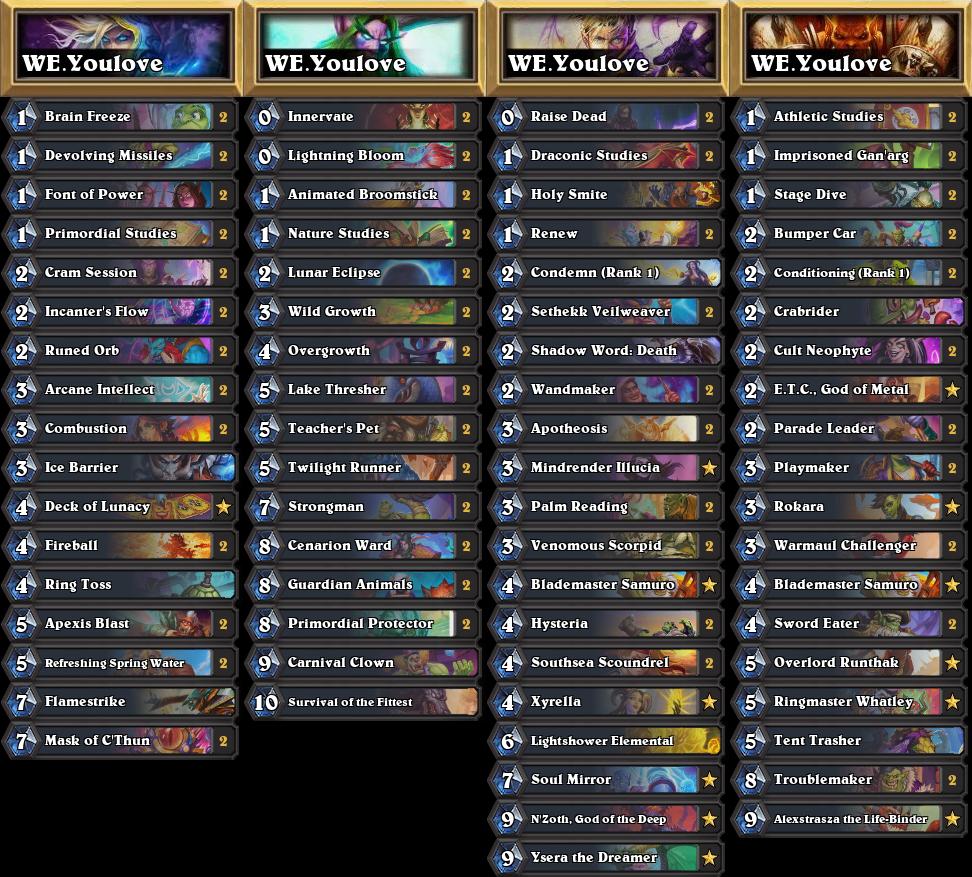 WE.Youlove
1 Brain Freeze 2
1 Devolving Missiles 2
1 Font of Power 2
1 Primordial Studies 2
2 Cram Session 2
2 Incanter's Flow 2
2 Runed Orb 2
3 Arcane Intellect 2
3 Combustion 2
3 Ice Barrier
4 Deck of Lunacy
4 Fireball 2
4 Ring Toss
5 Apexis Blast 2
5 Refreshing Spring Water 2
7 Flamestrike
7 Mask of C'Thun 2
WE.Youlove
0 Innervate 2
0 Lightning Bloom 2
1 Animated Broomstick 2
1 Nature Studies 2
2 Lunar Eclipse 2
3 Wild Growth 2
4 Overgrowth 2
5 Lake Thresher 2
5 Teacher's Pet 2
5 Twilight Runner 2
7 Strongman 2
8 Cenarion Ward 2
8 Guardian Animals 2
8 Primordial Protector 2
9 Carnival Clown
10 Survival of the Fittest
WE.Youlove
0 Raise Dead 2
1 Draconic Studies 2
1 Holy Smite
1 Renew 2
2 Condemn (Rank 1)
2 Sethekk Veilweaver 2
2 Shadow Word: Death
2 Wandmaker 2
3 Apotheosis 2
3 Mindrender Illucia
3 Palm Reading 2
3 Venomous Scorpid 2
4 Blademaster Samuro
4 Hysteria 2
4 Southsea Scoundrel 2
4 Xyrella
6 Lightshower Elemental
7 Soul Mirror
9 N'Zoth, God of the Deep
9 Ysera the Dreamer
WE.Youlove
1 Athletic Studies 2
1 Imprisoned Gan'arg 2
1 Stage Dive 2
2 Bumper Car 2
2 Conditioning (Rank 1) 2
2 Crabrider
2 Cult Neophyte 2
2 E.T.C., God of Metal
2 Parade Leader 2
3 Playmaker 2
3 Rokara
3 Warmaul Challenger 2
4 Blademaster Samuro
4 Sword Eater 2
5 Overlord Runthak
5 Ringmaster Whatley
5 Tent Trasher
8 Troublemaker 2
9 Alexstrasza the Life-Binder